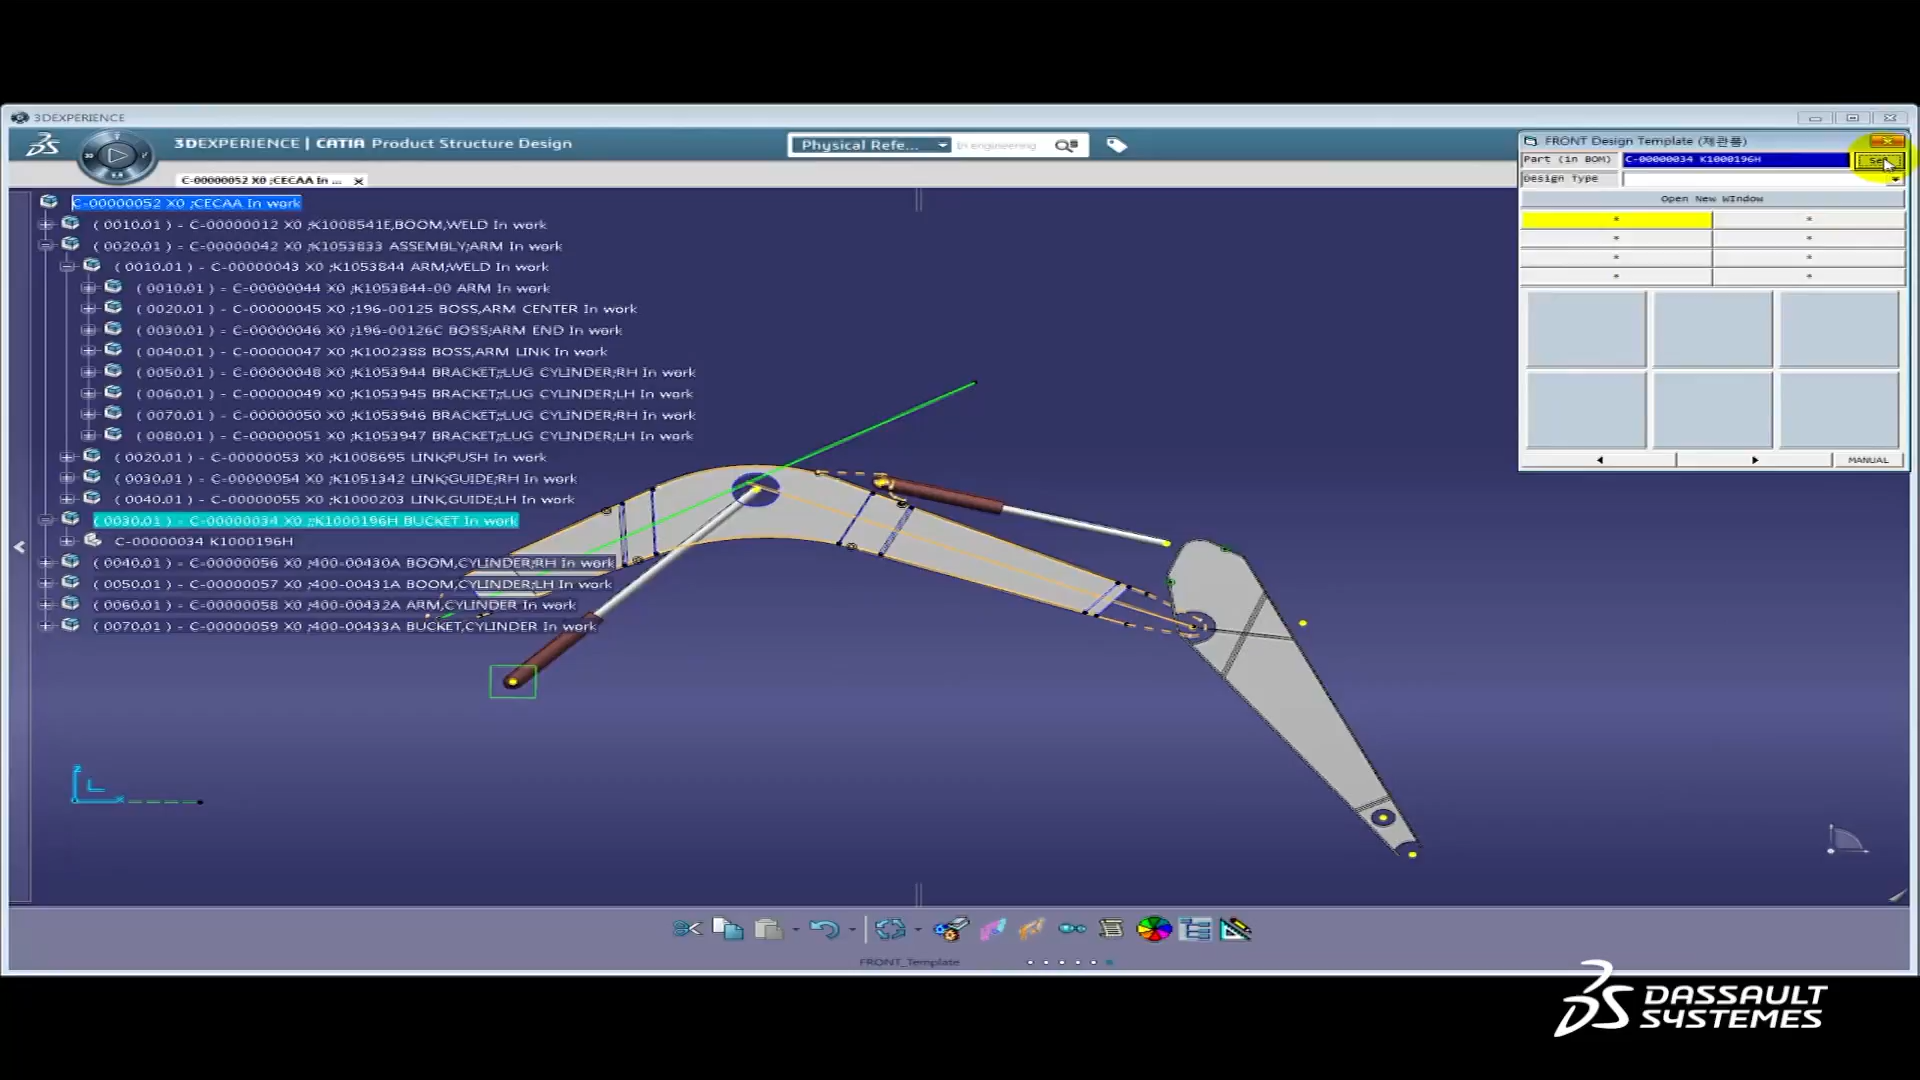 3DEXPERIENCE
3DEXPERIENCE | CATIA Product Structure Design
Physical Refe...
In engineering
C-00000052 X0 ;CECAA In ...
C-00000052 X0 ;CECAA In work
( 0010.01 ) - C-00000012 X0 ;K1008541E,BOOM,WELD In work
( 0020.01 ) - C-00000042 X0 ;K1053833 ASSEMBLY;ARM In work
( 0010.01 ) - C-00000043 X0 ;K1053844 ARM;WELD In work
( 0010.01 ) - C-00000044 X0 ;K1053844-00 ARM In work
( 0020.01 ) - C-00000045 X0 ;196-00125 BOSS,ARM CENTER In work
( 0030.01 ) - C-00000046 X0 ;196-00126C BOSS;ARM END In work
( 0040.01 ) - C-00000047 X0 ;K1002388 BOSS,ARM LINK In work
( 0050.01 ) - C-00000048 X0 ;K1053944 BRACKET;;LUG CYLINDER;RH In work
( 0060.01 ) - C-00000049 X0 ;K1053945 BRACKET;;LUG CYLINDER;LH In work
( 0070.01 ) - C-00000050 X0 ;K1053946 BRACKET;;LUG CYLINDER;RH In work
( 0080.01 ) - C-00000051 X0 ;K1053947 BRACKET;;LUG CYLINDER;LH In work
( 0020.01 ) - C-00000053 X0 ;K1008695 LINK;PUSH In work
( 0030.01 ) - C-00000054 X0 ;K1051342 LINK,GUIDE;RH In work
( 0040.01 ) - C-00000055 X0 ;K1000203 LINK,GUIDE;LH In work
( 0030.01 ) - C-00000034 X0 ;;K1000196H BUCKET In work
C-00000034 K1000196H
( 0040.01 ) - C-00000056 X0 ;400-00430A BOOM,CYLINDER;RH In work
( 0050.01 ) - C-00000057 X0 ;400-00431A BOOM,CYLINDER;LH In work
( 0060.01 ) - C-00000058 X0 ;400-00432A ARM,CYLINDER In work
( 0070.01 ) - C-00000059 X0 ;400-00433A BUCKET,CYLINDER In work
FRONT Design Template (제관품)
Part (in BOM) C-00000034 K1000196H
Design Type
Open New Window
* *
* *
* *
* *
MANUAL
z
x
FRONT_Template
DASSAULT
SYSTEMES